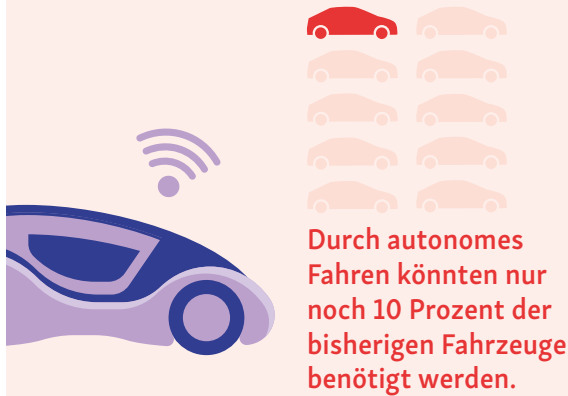 Durch autonomes
Fahren könnten nur
noch 10 Prozent der
bisherigen Fahrzeuge
benötigt werden.